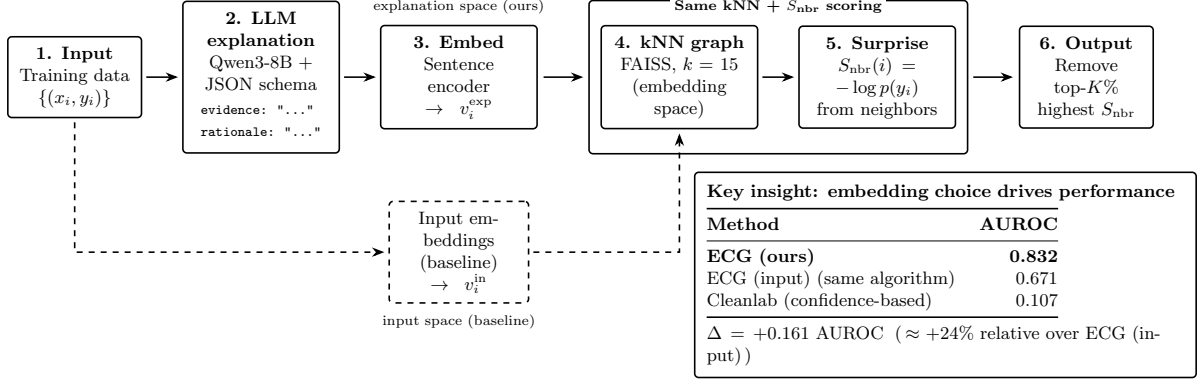 explanation space (ours)
Same kNN + S_nbr scoring
1. Input
Training data
{(x_i, y_i)}
2. LLM
explanation
Qwen3-8B +
JSON schema
evidence: "..."
rationale: "..."
3. Embed
Sentence
encoder
→ v_i^exp
4. kNN graph
FAISS, k = 15
(embedding
space)
5. Surprise
S_nbr(i) =
− log p(y_i)
from neighbors
6. Output
Remove
top-K%
highest S_nbr
Input em-
beddings
(baseline)
→ v_i^in
input space (baseline)
Key insight: embedding choice drives performance
Method AUROC
ECG (ours) 0.832
ECG (input) (same algorithm) 0.671
Cleanlab (confidence-based) 0.107
Δ = +0.161 AUROC (≈ +24% relative over ECG (in-
put))